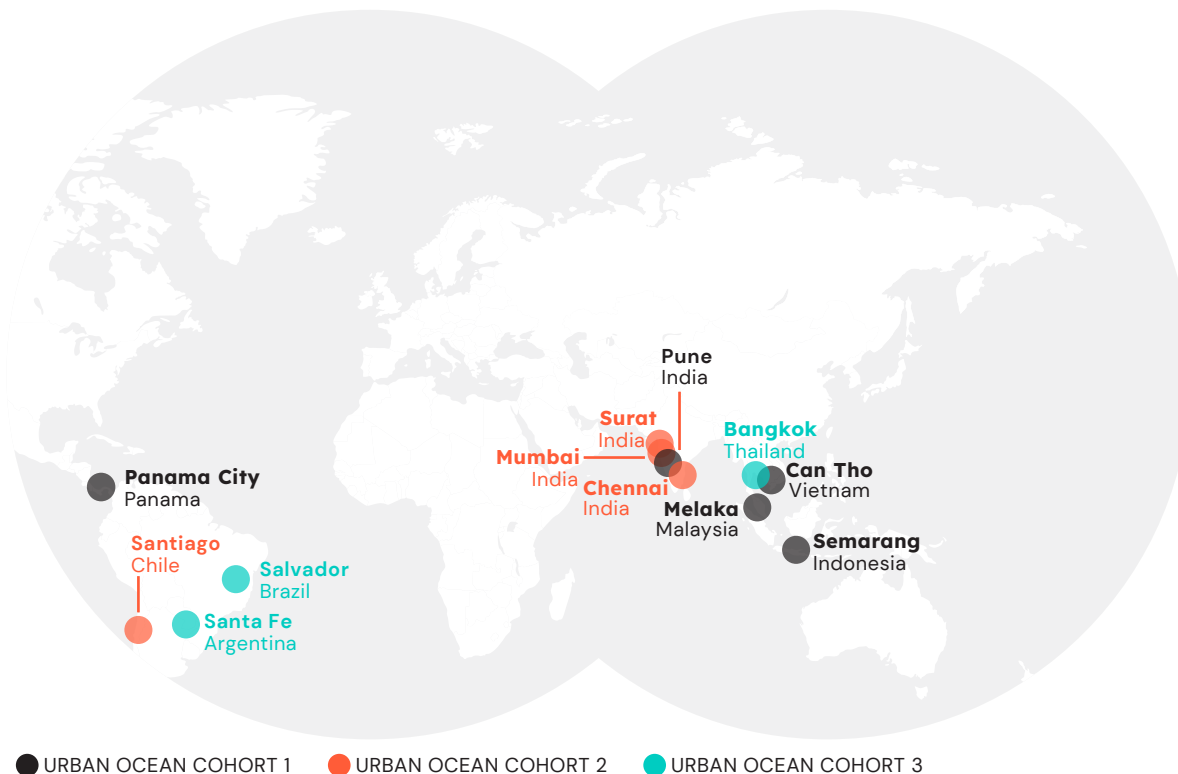 Pune
India
Surat
India
Mumbai
India
Chennai
India
Bangkok
Thailand
Can Tho
Vietnam
Melaka
Malaysia
Semarang
Indonesia
Panama City
Panama
Santiago
Chile
Salvador
Brazil
Santa Fe
Argentina
URBAN OCEAN COHORT 1
URBAN OCEAN COHORT 2
URBAN OCEAN COHORT 3